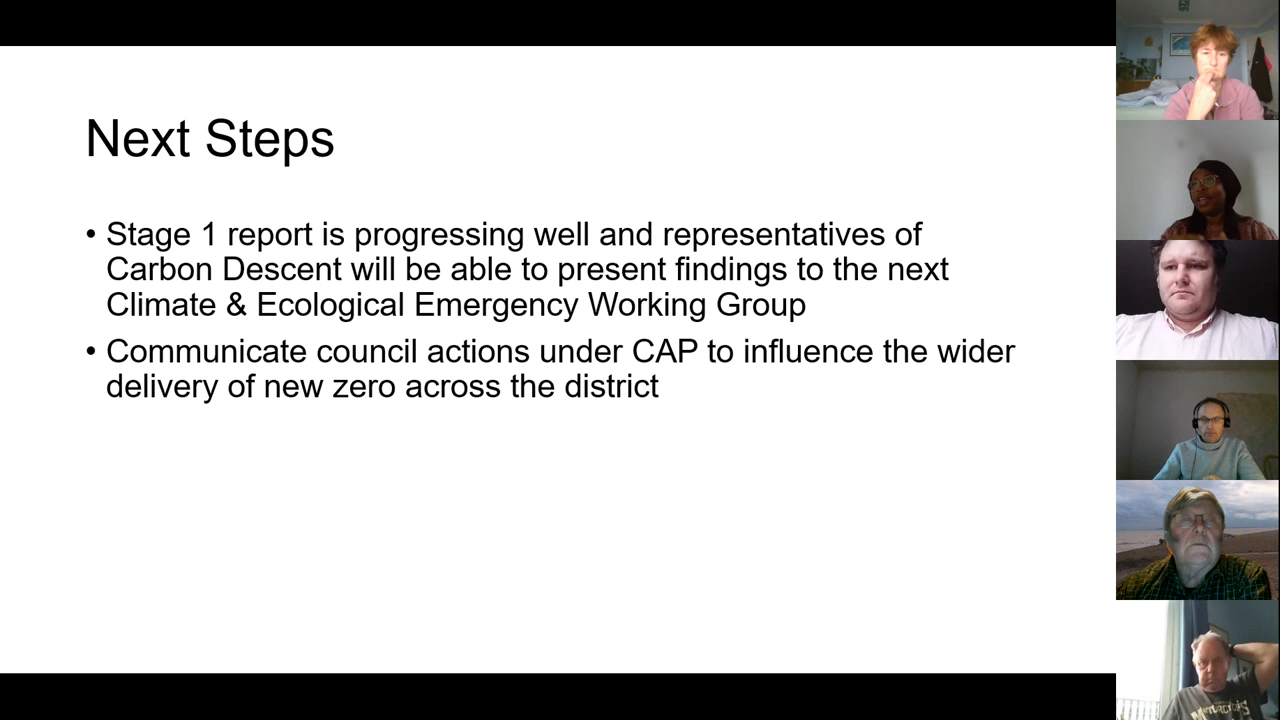 Next Steps
• Stage 1 report is progressing well and representatives of
Carbon Descent will be able to present findings to the next
Climate & Ecological Emergency Working Group
• Communicate council actions under CAP to influence the wider
delivery of new zero across the district